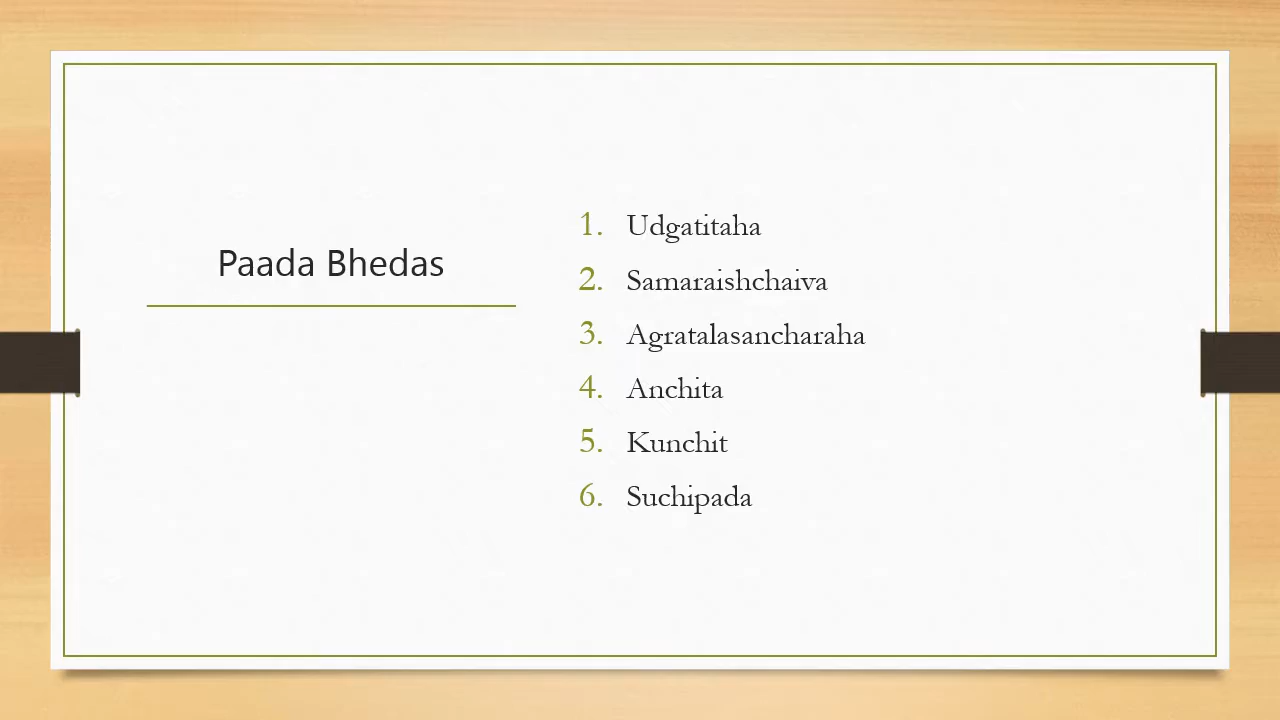 Paada Bhedas
1. Udgatitaha
2. Samaraishchaiva
3. Agratalasancharaha
4. Anchita
5. Kunchit
6. Suchipada